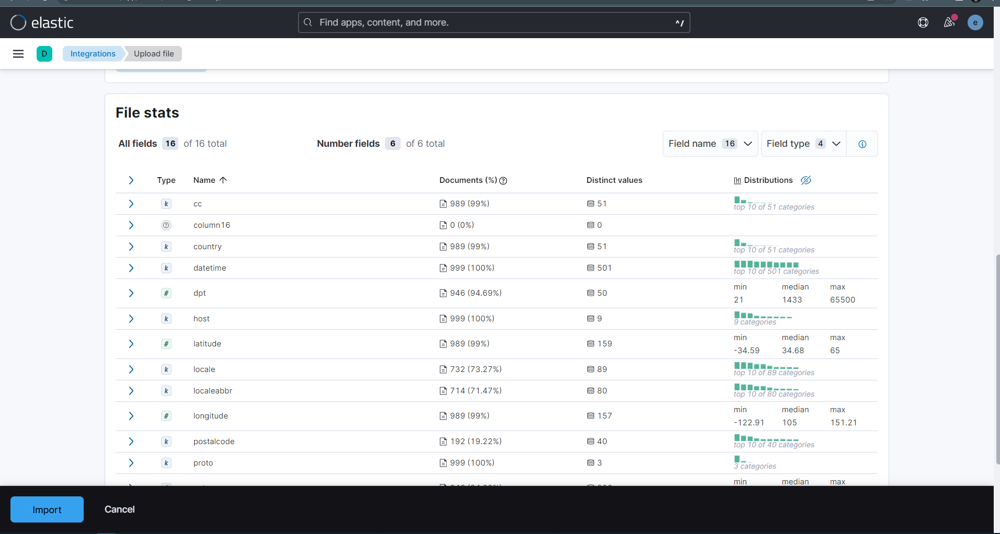 elastic
Find apps, content, and more.
^/
e
D
Integrations
Upload file
File stats
All fields 16 of 16 total
Number fields 6 of 6 total
Field name 16
Field type 4
Type Name Documents (%) Distinct values Distributions
k cc 989 (99%) 51
top 10 of 51 categories
column16 0 (0%) 0
k country 989 (99%) 51
top 10 of 51 categories
k datetime 999 (100%) 501
top 10 of 501 categories
min median max
# dpt 946 (94.69%) 50
21 1433 65500
k host 999 (100%) 9
9 categories
min median max
# latitude 989 (99%) 159
-34.59 34.68 65
k locale 732 (73.27%) 89
top 10 of 89 categories
k localeabbr 714 (71.47%) 80
top 10 of 80 categories
min median max
# longitude 989 (99%) 157
-122.91 105 151.21
k postalcode 192 (19.22%) 40
top 10 of 40 categories
k proto 999 (100%) 3
3 categories
min median max
Import
Cancel